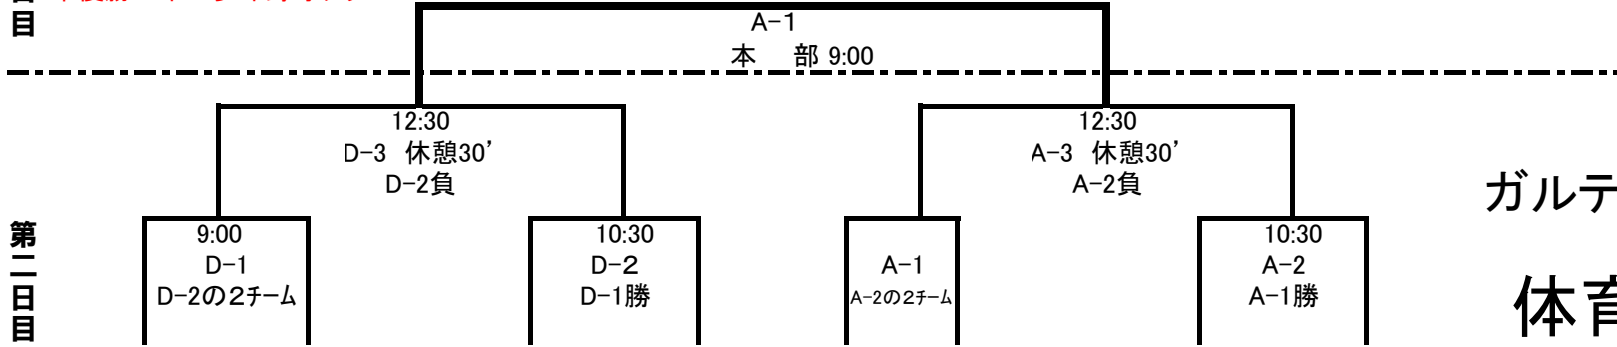 目
A-1
本 部 9:00
12:30
D-3 休憩30’
D-2負
12:30
A-3 休憩30’
A-2負
ガルテ
第二日目
9:00
D-1
D-2の2チーム
10:30
D-2
D-1勝
A-1
A-2の2チーム
10:30
A-2
A-1勝
体育